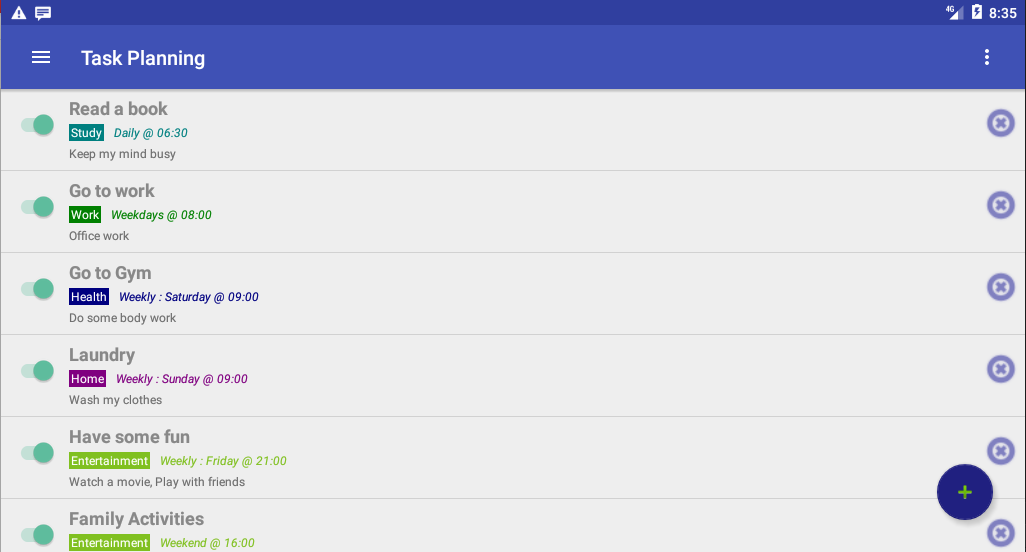 4G 8:35
Task Planning
Read a book
Study Daily @ 06:30
Keep my mind busy
Go to work
Work Weekdays @ 08:00
Office work
Go to Gym
Health Weekly : Saturday @ 09:00
Do some body work
Laundry
Home Weekly : Sunday @ 09:00
Wash my clothes
Have some fun
Entertainment Weekly : Friday @ 21:00
Watch a movie, Play with friends
Family Activities
Entertainment Weekend @ 16:00